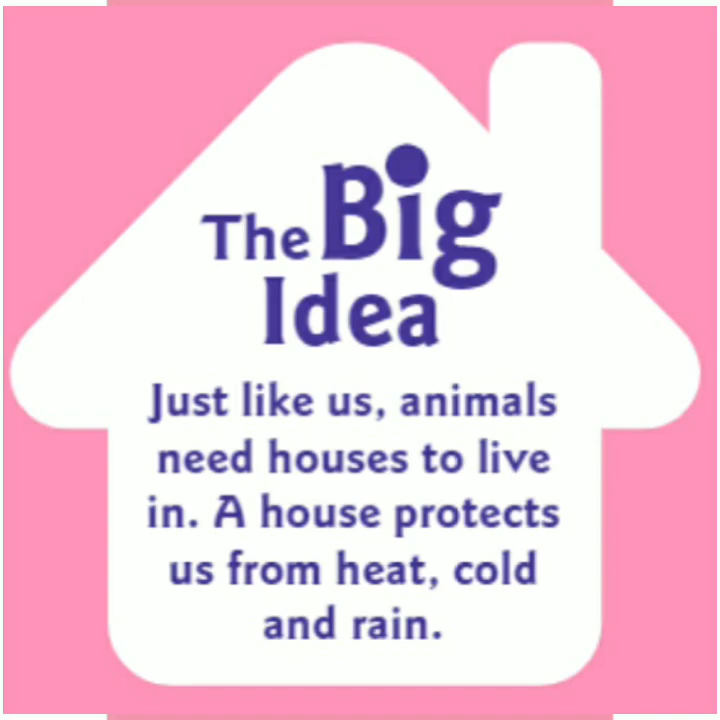 The Big
Idea
Just like us, animals
need houses to live
in. A house protects
us from heat, cold
and rain.